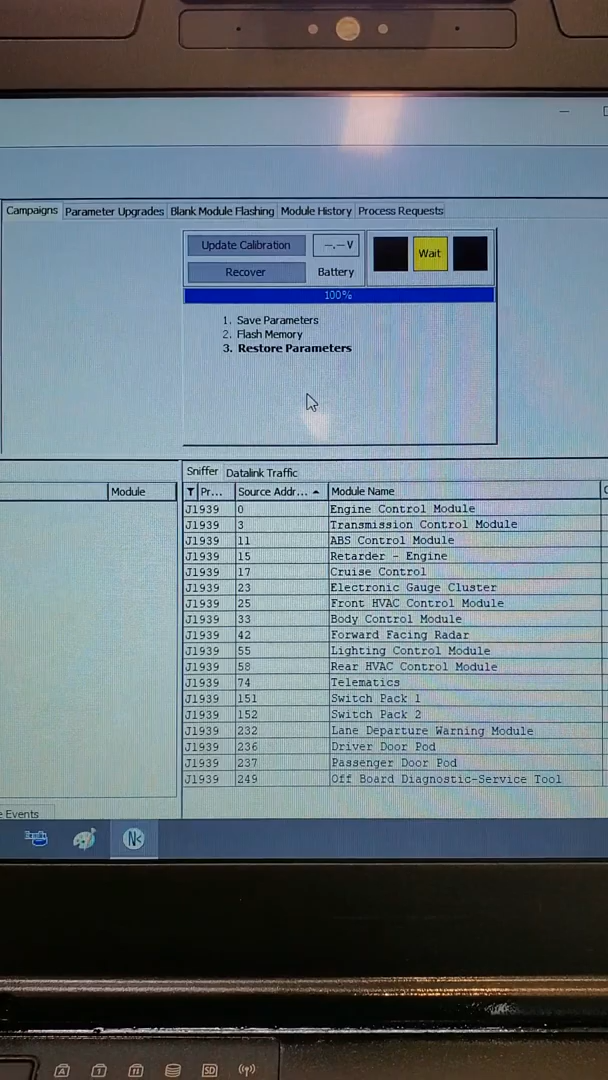 Campaigns Parameter Upgrades Blank Module Flashing Module History Process Requests
Update Calibration -.-V Wait
Recover Battery
100%
1. Save Parameters
2. Flash Memory
3. Restore Parameters
Sniffer Datalink Traffic
Module Pr... Source Addr... Module Name
J1939 0 Engine Control Module
J1939 3 Transmission Control Module
J1939 11 ABS Control Module
J1939 15 Retarder - Engine
J1939 17 Cruise Control
J1939 23 Electronic Gauge Cluster
J1939 25 Front HVAC Control Module
J1939 33 Body Control Module
J1939 42 Forward Facing Radar
J1939 55 Lighting Control Module
J1939 58 Rear HVAC Control Module
J1939 74 Telematics
J1939 151 Switch Pack 1
J1939 152 Switch Pack 2
J1939 232 Lane Departure Warning Module
J1939 236 Driver Door Pod
J1939 237 Passenger Door Pod
J1939 249 Off Board Diagnostic-Service Tool
e Events
N
A 1 SD